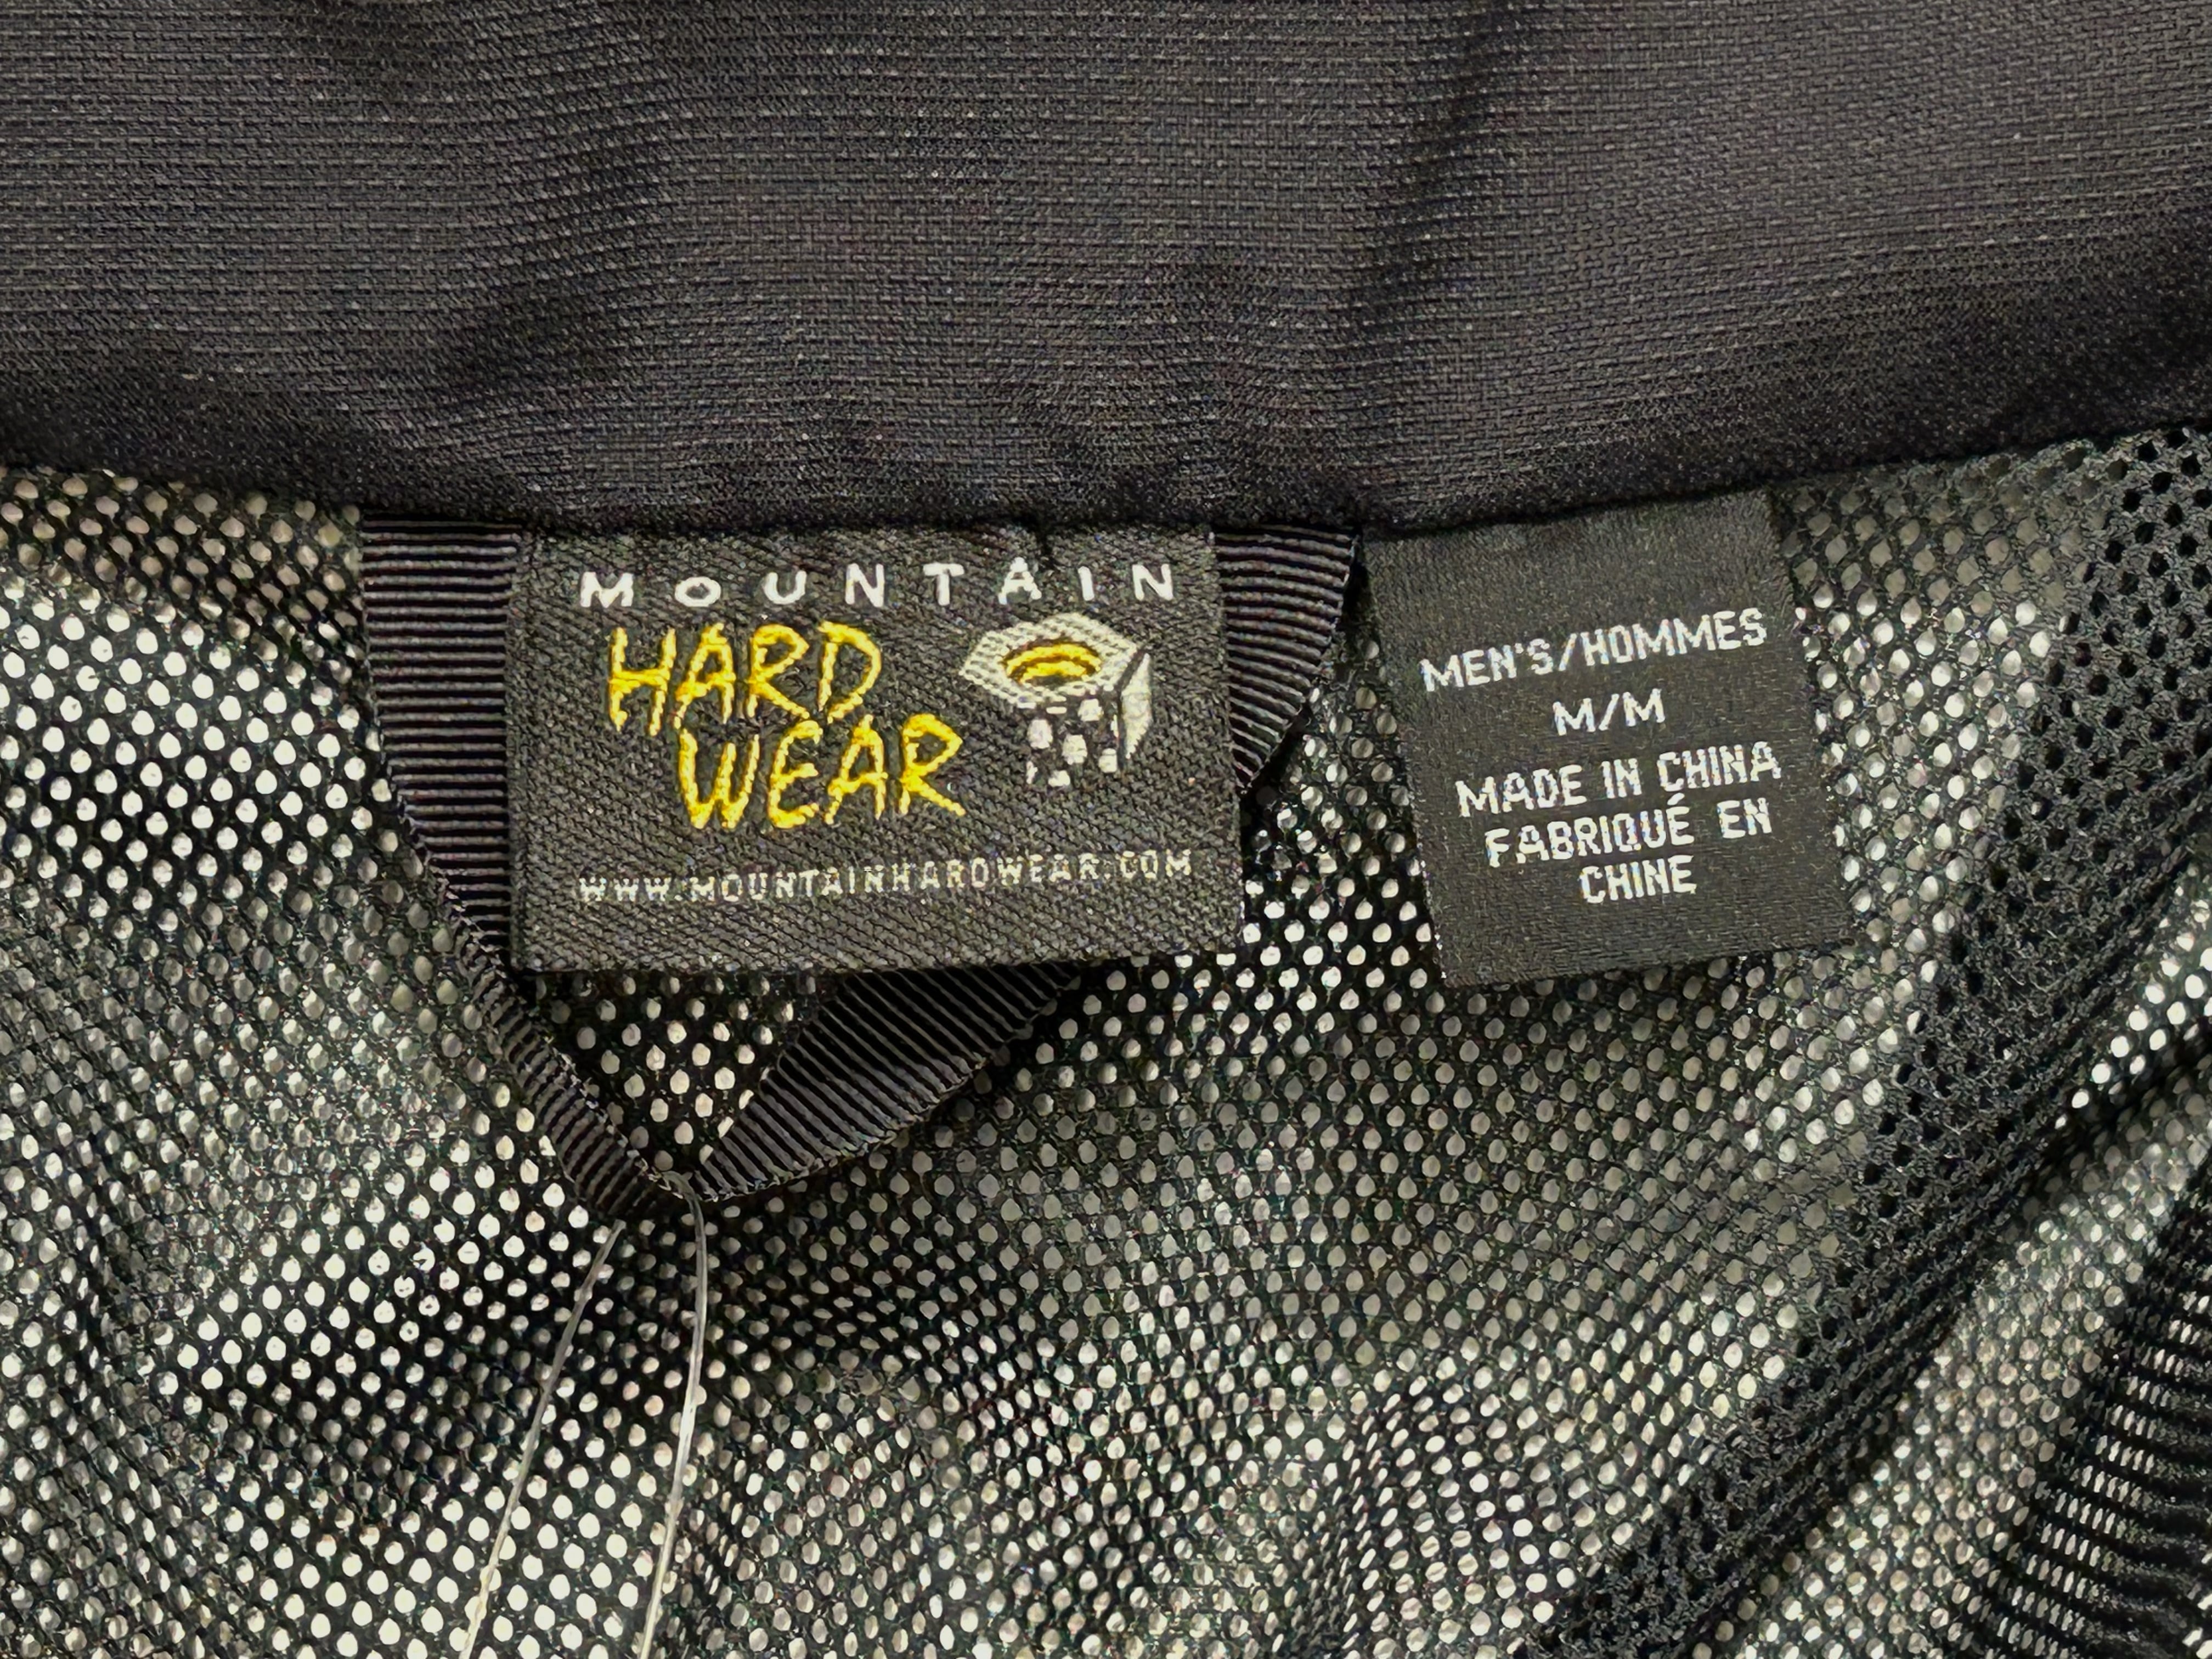 MOUNTAIN
HARD
WEAR
WWW.MOUNTAINHARDWEAR.COM
MEN'S/HOMMES
M/M
MADE IN CHINA
FABRIQUÉ EN
CHINE